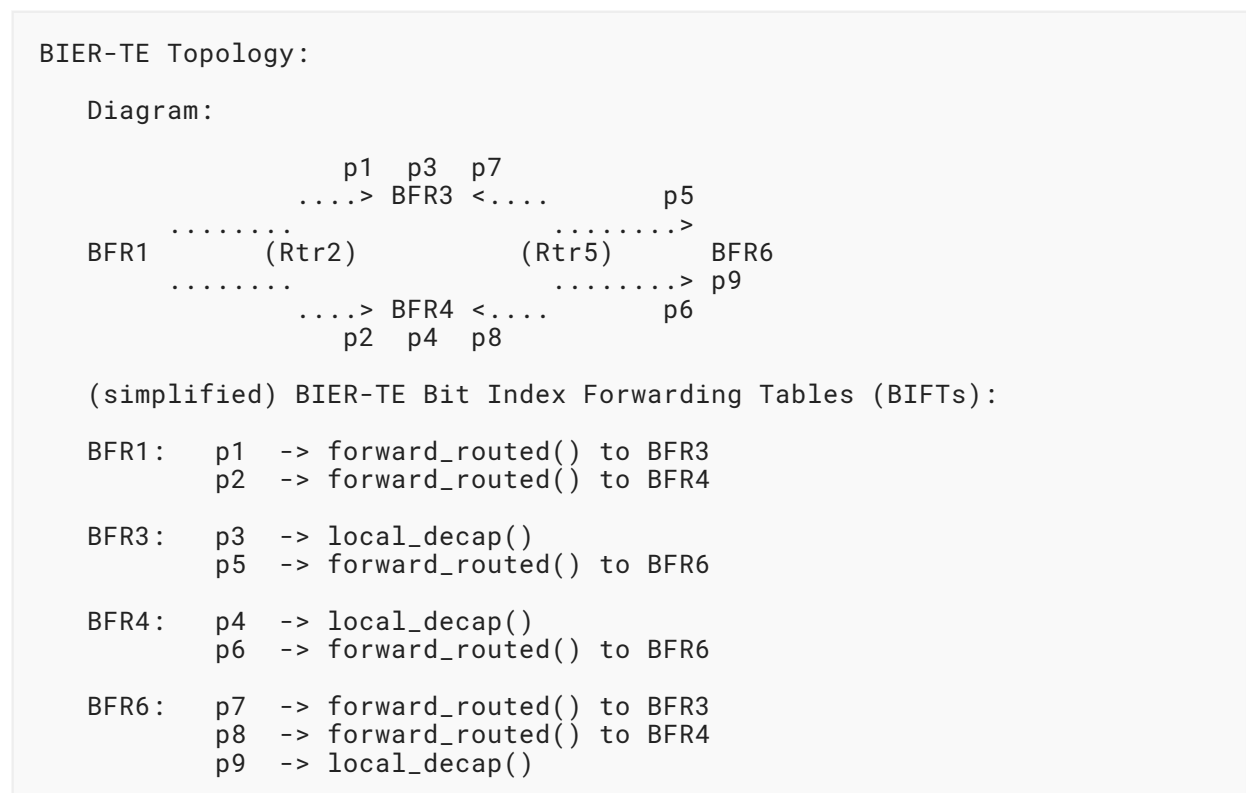 BIER-TE Topology:
Diagram:
p1 p3 p7
....> BFR3 <.... p5
........ ........>
BFR1 (Rtr2) (Rtr5) BFR6
........ ........> p9
....> BFR4 <.... p6
p2 p4 p8
(simplified) BIER-TE Bit Index Forwarding Tables (BIFTs):
BFR1: p1 -> forward_routed() to BFR3
p2 -> forward_routed() to BFR4
BFR3: p3 -> local_decap()
p5 -> forward_routed() to BFR6
BFR4: p4 -> local_decap()
p6 -> forward_routed() to BFR6
BFR6: p7 -> forward_routed() to BFR3
p8 -> forward_routed() to BFR4
p9 -> local_decap()